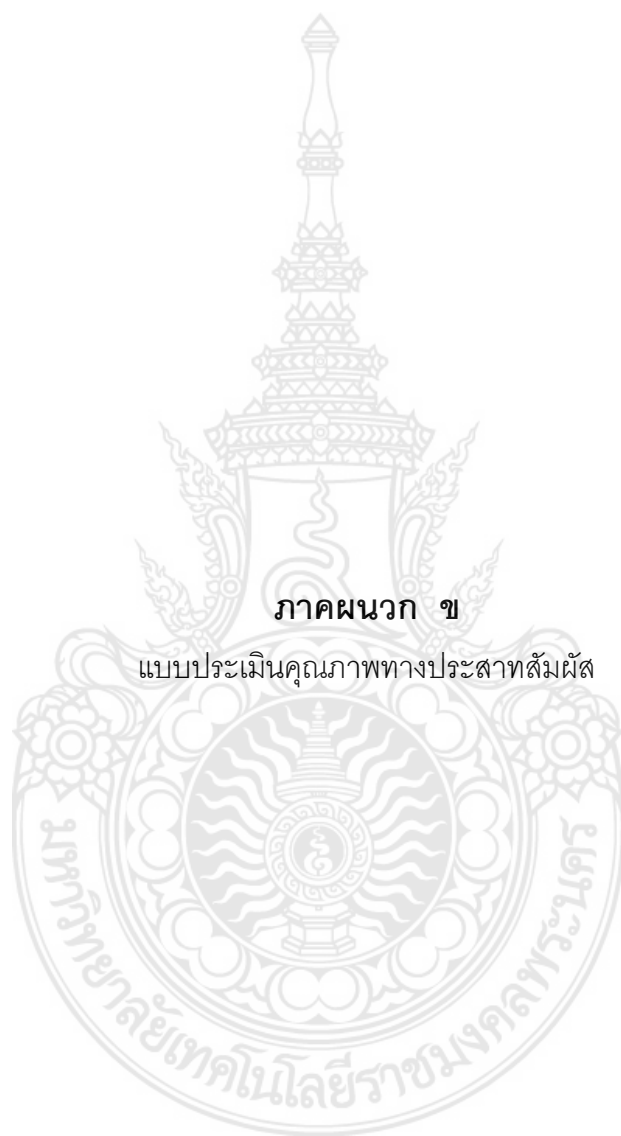 ภาคผนวก ข
แบบประเมินคุณภาพทางประสาทสัมผัส
มหาวิทยาลัยเทคโนโลยีราชมงคลพระนคร